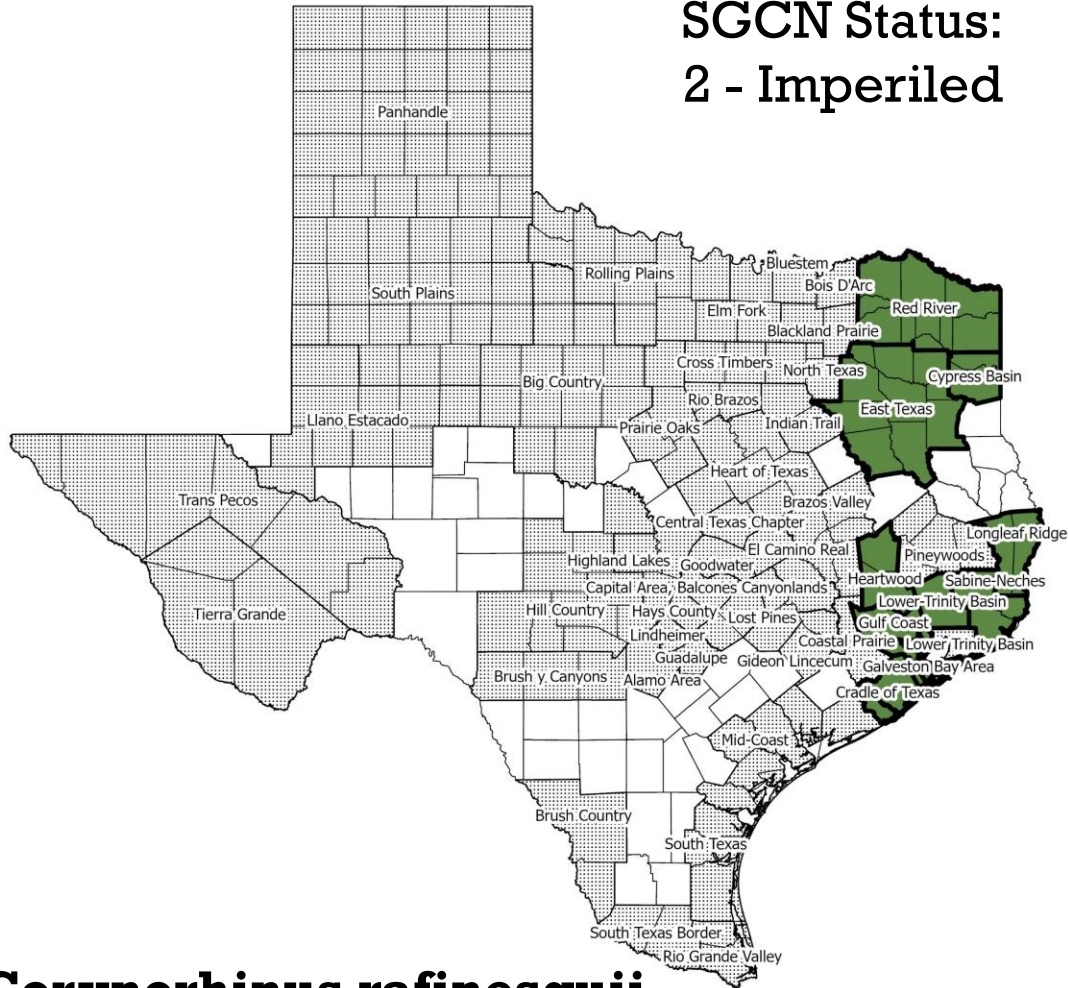 SGCN Status:
2 - Imperiled
Panhandle
Bluestem
Rolling Plains
Bois D'Arc
South Plains
Red River
Elm Fork
Blackland Prairie
Cross Timbers
North Texas
Cypress Basin
Big Country
Rio Brazos
East Texas
Llano Estacado
Prairie Oaks
Indian Trail
Heart of Texas
Trans Pecos
Brazos Valley
Central Texas Chapter
Longleaf Ridge
El Camino Real
Pineywoods
Highland Lakes
Goodwater
Heartwood
Sabine-Neches
Capital Area, Balcones Canyonlands
Lower-Trinity Basin
Tierra Grande
Hill Country
Hays County
Lost Pines
Gulf Coast
Lindheimer
Coastal Prairie
Lower Trinity Basin
Guadalupe
Gideon Lincecum
Galveston Bay Area
Brush y Canyons
Alamo Area
Cradle of Texas
Mid-Coast
Brush Country
South Texas
South Texas Border
Rio Grande Valley
Corynorhinus rafinesquii